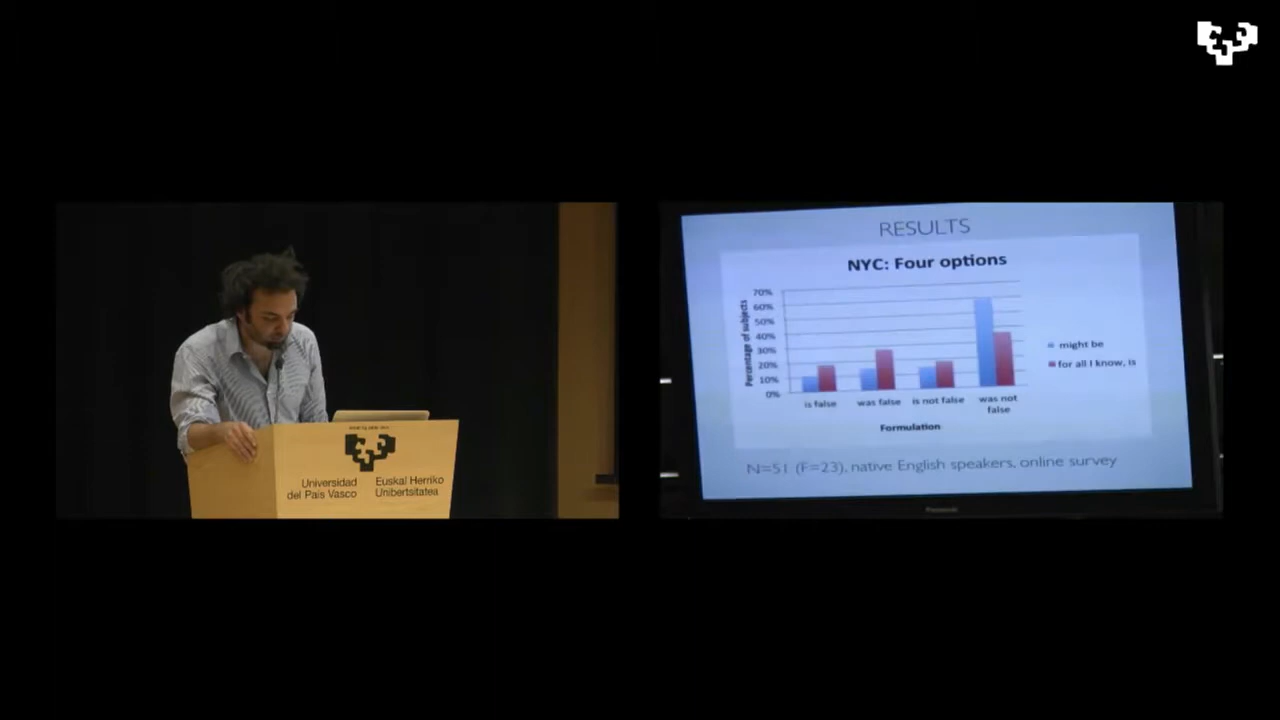 Universidad
del País Vasco
Euskal Herriko
Unibertsitatea
RESULTS
NYC: Four options
Percentage of subjects
70%
60%
50%
40%
30%
20%
10%
0%
is false
was false
is not false
was not
false
might be
for all I know, is
Formulation
N=51 (F=23), native English speakers, online survey
Panasonic